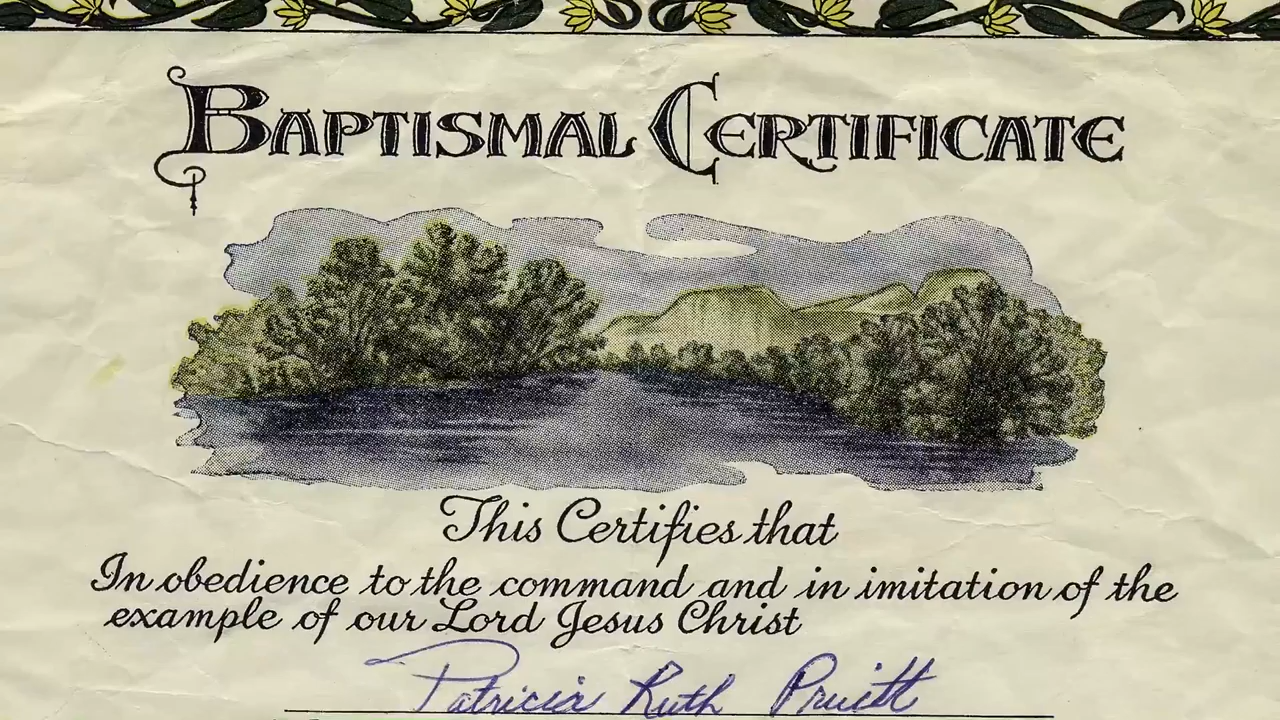 BAPTISMAL CERTIFICATE
This Certifies that
In obedience to the command and in imitation of the
example of our Lord Jesus Christ
Patricia Ruth Pruitt